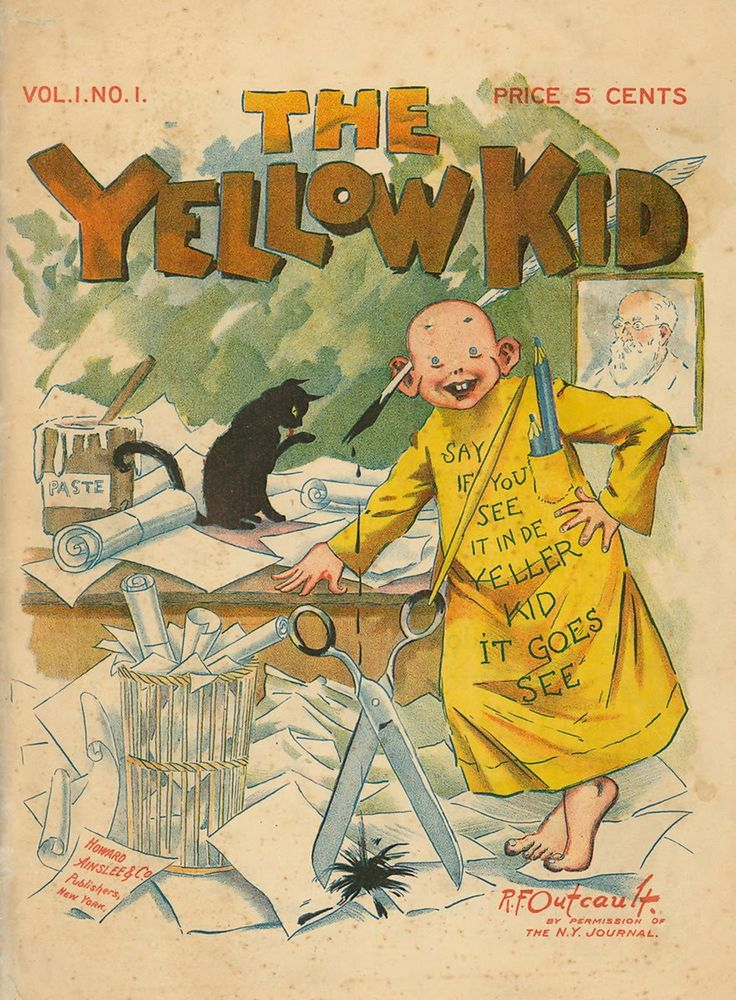 VOL.I.NO.1.
PRICE 5 CENTS
THE
YELLOW KID
PASTE
SAY
IF YOU
SEE
IT IN DE
YELLER
KID
IT GOES
SEE
HOWARD
AINSLEE & CO
Publishers,
NEW YORK.
R.F. Outcault.
BY PERMISSION OF
THE N.Y. JOURNAL.